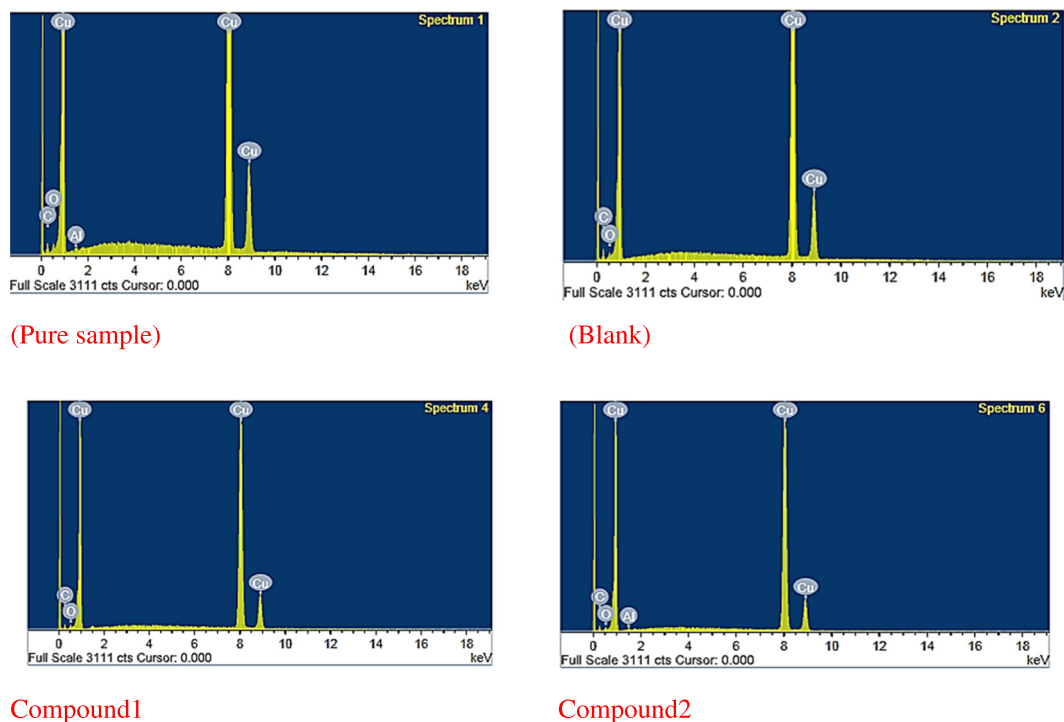 Spectrum 1
Cu
Cu
Cu
O
C
Al
0 2 4 6 8 10 12 14 16 18
Full Scale 3111 cts Cursor: 0.000 keV
(Pure sample)
Spectrum 2
Cu
Cu
Cu
C
O
0 2 4 6 8 10 12 14 16 18
Full Scale 3111 cts Cursor: 0.000 keV
(Blank)
Spectrum 4
Cu
Cu
Cu
C
O
0 2 4 6 8 10 12 14 16 18
Full Scale 3111 cts Cursor: 0.000 keV
Compound1
Spectrum 6
Cu
Cu
Cu
C
O
Al
0 2 4 6 8 10 12 14 16 18
Full Scale 3111 cts Cursor: 0.000 keV
Compound2